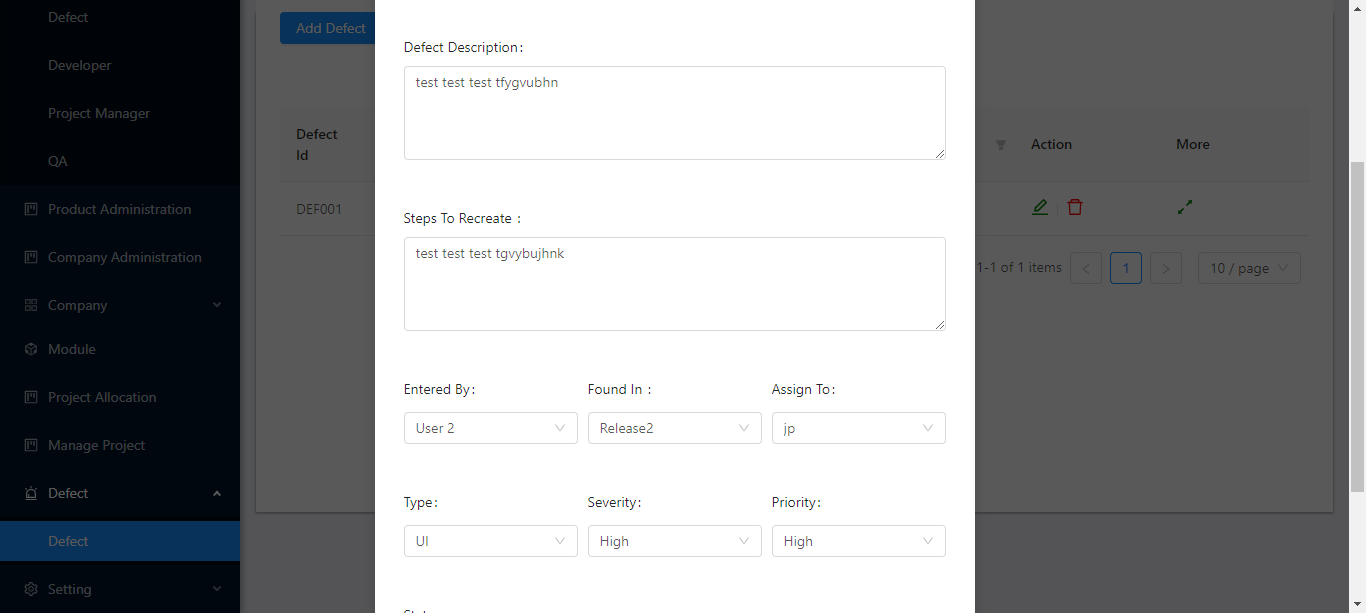 Defect
Developer
Project Manager
QA
Product Administration
Company Administration
Company
Module
Project Allocation
Manage Project
Defect
Defect
Setting
Add Defect
Defect
Id
Action
More
DEF001
1-1 of 1 items
1
10 / page
Defect Description:
test test test tfygvubhn
Steps To Recreate :
test test test tgvybujhnk
Entered By:
Found In :
Assign To:
User 2
Release2
jp
Type:
Severity:
Priority:
UI
High
High